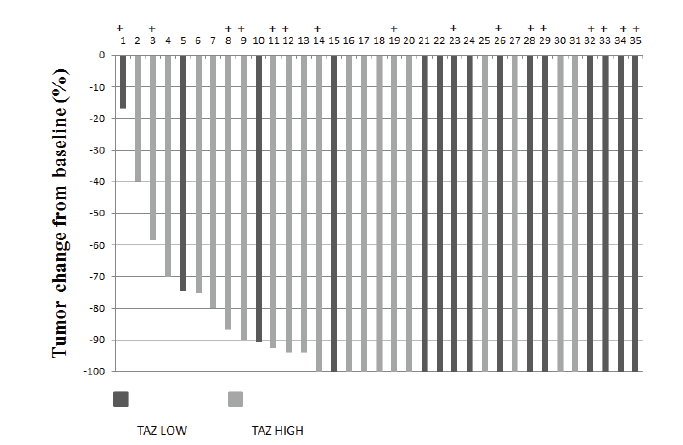 + + + + + + + + + + + + + + +
1 2 3 4 5 6 7 8 9 10 11 12 13 14 15 16 17 18 19 20 21 22 23 24 25 26 27 28 29 30 31 32 33 34 35
0
-10
-20
-30
-40
-50
-60
-70
-80
-90
-100
Tumor change from baseline (%)
TAZ LOW
TAZ HIGH